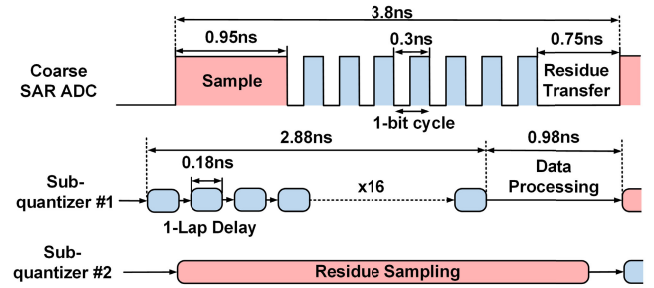 3.8ns
0.95ns
0.3ns
0.75ns
Coarse
SAR ADC
Sample
Residue
Transfer
1-bit cycle
2.88ns
0.98ns
0.18ns
Data
Processing
Sub-
quantizer #1
x16
1-Lap Delay
Sub-
quantizer #2
Residue Sampling